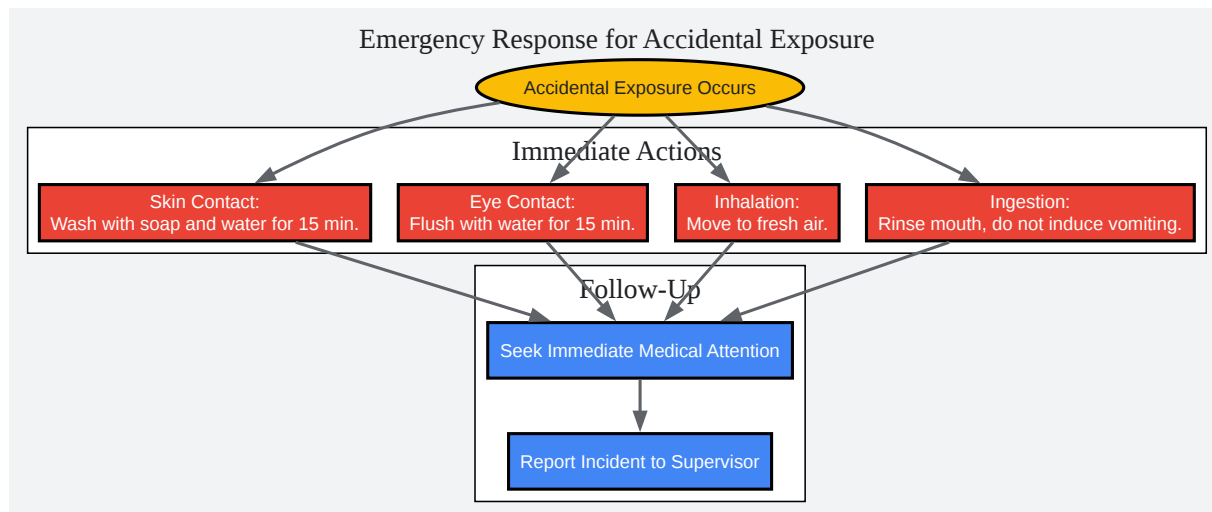 Emergency Response for Accidental Exposure
Accidental Exposure Occurs
Immediate Actions
Skin Contact:
Wash with soap and water for 15 min.
Eye Contact:
Flush with water for 15 min.
Inhalation:
Move to fresh air.
Ingestion:
Rinse mouth, do not induce vomiting.
Follow-Up
Seek Immediate Medical Attention
Report Incident to Supervisor